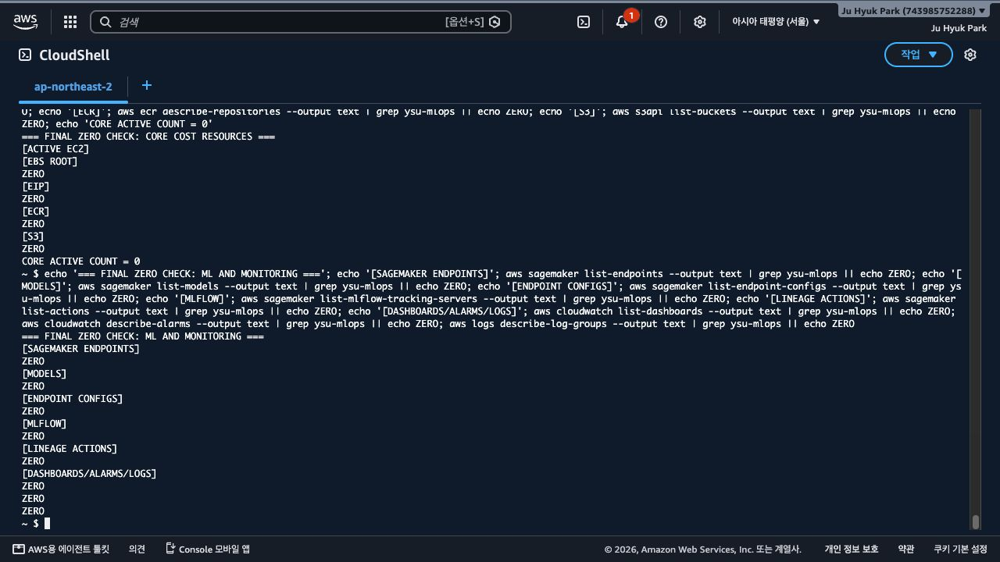 aws
검색
[옵션+S]
1
아시아 태평양 (서울) ▼
Ju Hyuk Park (743985752288) ▼
Ju Hyuk Park
CloudShell
작업 ▼
ap-northeast-2
+
0; echo '[ECR]'; aws ecr describe-repositories --output text | grep ysu-mlops || echo ZERO; echo '[S3]'; aws s3api list-buckets --output text | grep ysu-mlops || echo
ZERO; echo 'CORE ACTIVE COUNT = 0'
=== FINAL ZERO CHECK: CORE COST RESOURCES ===
[ACTIVE EC2]
[EBS ROOT]
ZERO
[EIP]
ZERO
[ECR]
ZERO
[S3]
ZERO
CORE ACTIVE COUNT = 0
~ $ echo '=== FINAL ZERO CHECK: ML AND MONITORING ==='; echo '[SAGEMAKER ENDPOINTS]'; aws sagemaker list-endpoints --output text | grep ysu-mlops || echo ZERO; echo '[
MODELS]'; aws sagemaker list-models --output text | grep ysu-mlops || echo ZERO; echo '[ENDPOINT CONFIGS]'; aws sagemaker list-endpoint-configs --output text | grep ys
u-mlops || echo ZERO; echo '[MLFLOW]'; aws sagemaker list-mlflow-tracking-servers --output text | grep ysu-mlops || echo ZERO; echo '[LINEAGE ACTIONS]'; aws sagemaker
list-actions --output text | grep ysu-mlops || echo ZERO; echo '[DASHBOARDS/ALARMS/LOGS]'; aws cloudwatch list-dashboards --output text | grep ysu-mlops || echo ZERO;
aws cloudwatch describe-alarms --output text | grep ysu-mlops || echo ZERO; aws logs describe-log-groups --output text | grep ysu-mlops || echo ZERO
=== FINAL ZERO CHECK: ML AND MONITORING ===
[SAGEMAKER ENDPOINTS]
ZERO
[MODELS]
ZERO
[ENDPOINT CONFIGS]
ZERO
[MLFLOW]
ZERO
[LINEAGE ACTIONS]
ZERO
[DASHBOARDS/ALARMS/LOGS]
ZERO
ZERO
ZERO
~ $
AWS용 에이전트 툴킷
의견
Console 모바일 앱
© 2026, Amazon Web Services, Inc. 또는 계열사.
개인 정보 보호
약관
쿠키 기본 설정